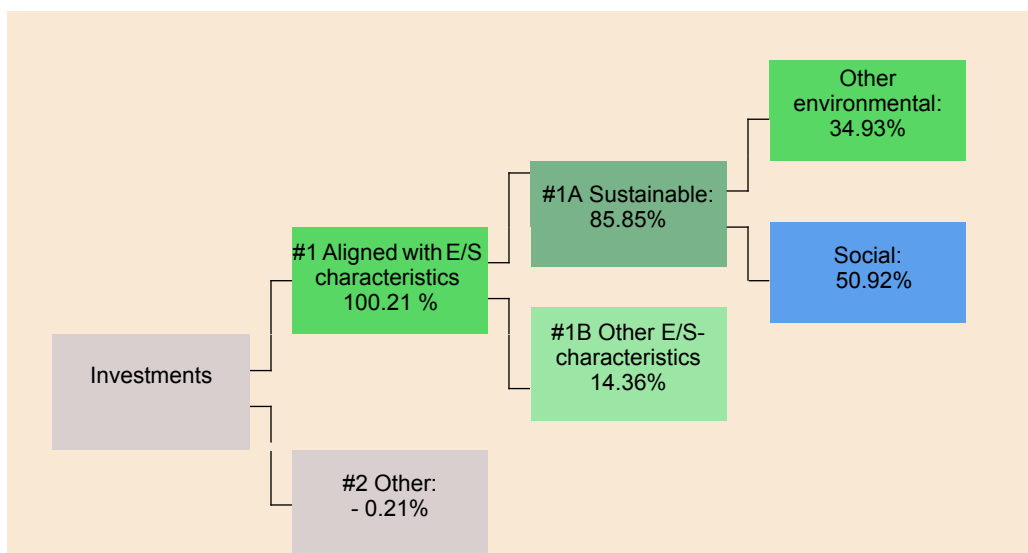 Investments
#1 Aligned with E/S
characteristics
100.21 %
#2 Other:
- 0.21%
#1A Sustainable:
85.85%
#1B Other E/S-
characteristics
14.36%
Other
environmental:
34.93%
Social:
50.92%